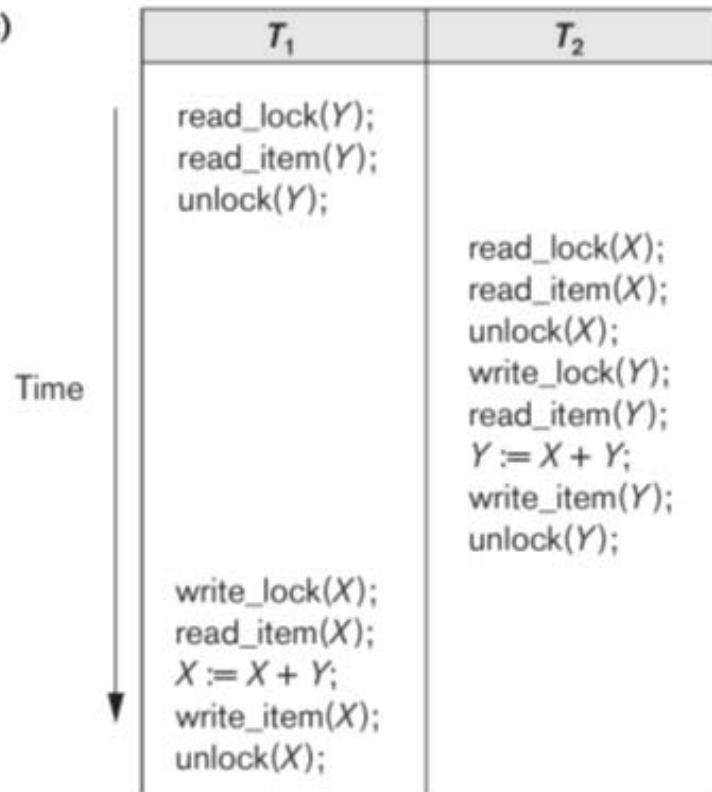 )
T₁ T₂
read_lock(Y);
read_item(Y);
unlock(Y);
read_lock(X);
read_item(X);
unlock(X);
write_lock(Y);
read_item(Y);
Y := X + Y;
write_item(Y);
unlock(Y);
Time
write_lock(X);
read_item(X);
X := X + Y;
write_item(X);
unlock(X);